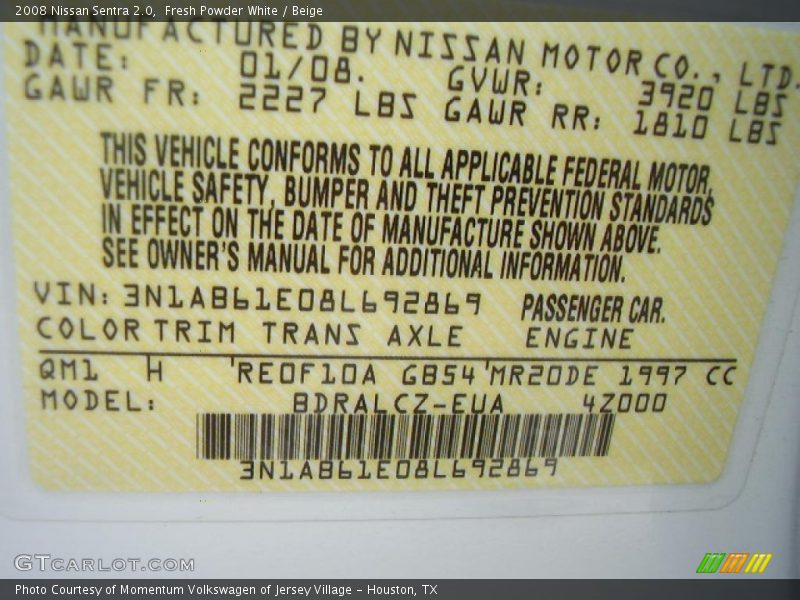 2008 Nissan Sentra 2.0,  Fresh Powder White / Beige
MANUFACTURED BY NISSAN MOTOR CO., LTD.
DATE: 01/08. GVWR: 3920 LBS
GAWR FR: 2227 LBS GAWR RR: 1810 LBS
THIS VEHICLE CONFORMS TO ALL APPLICABLE FEDERAL MOTOR
VEHICLE SAFETY, BUMPER AND THEFT PREVENTION STANDARDS
IN EFFECT ON THE DATE OF MANUFACTURE SHOWN ABOVE.
SEE OWNER'S MANUAL FOR ADDITIONAL INFORMATION.
VIN: 3N1AB61E08L692869 PASSENGER CAR.
COLOR TRIM TRANS AXLE ENGINE
QM1 H 'RE0F10A GB54'MR20DE 1997 CC
MODEL: BDRALCZ-EUA 4Z000
3N1AB61E08L692869
GTCARLOT.COM
Photo Courtesy of Momentum Volkswagen of Jersey Village - Houston, TX